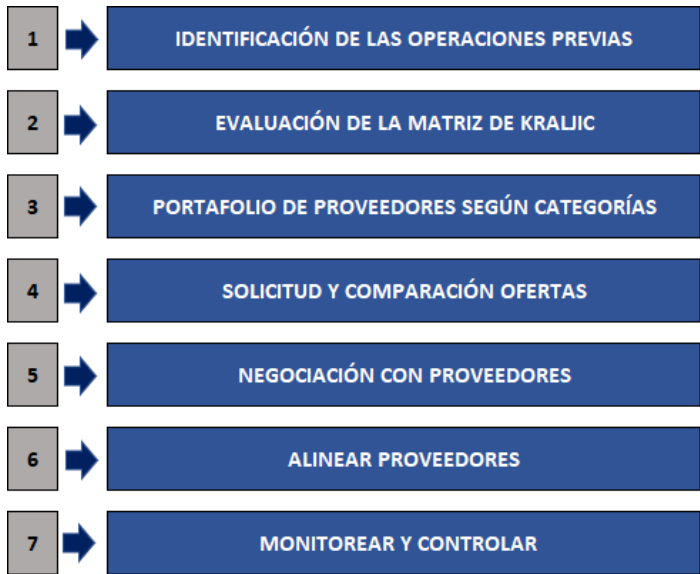 1 IDENTIFICACIÓN DE LAS OPERACIONES PREVIAS
2 EVALUACIÓN DE LA MATRIZ DE KRALJIC
3 PORTAFOLIO DE PROVEEDORES SEGÚN CATEGORÍAS
4 SOLICITUD Y COMPARACIÓN OFERTAS
5 NEGOCIACIÓN CON PROVEEDORES
6 ALINEAR PROVEEDORES
7 MONITOREAR Y CONTROLAR